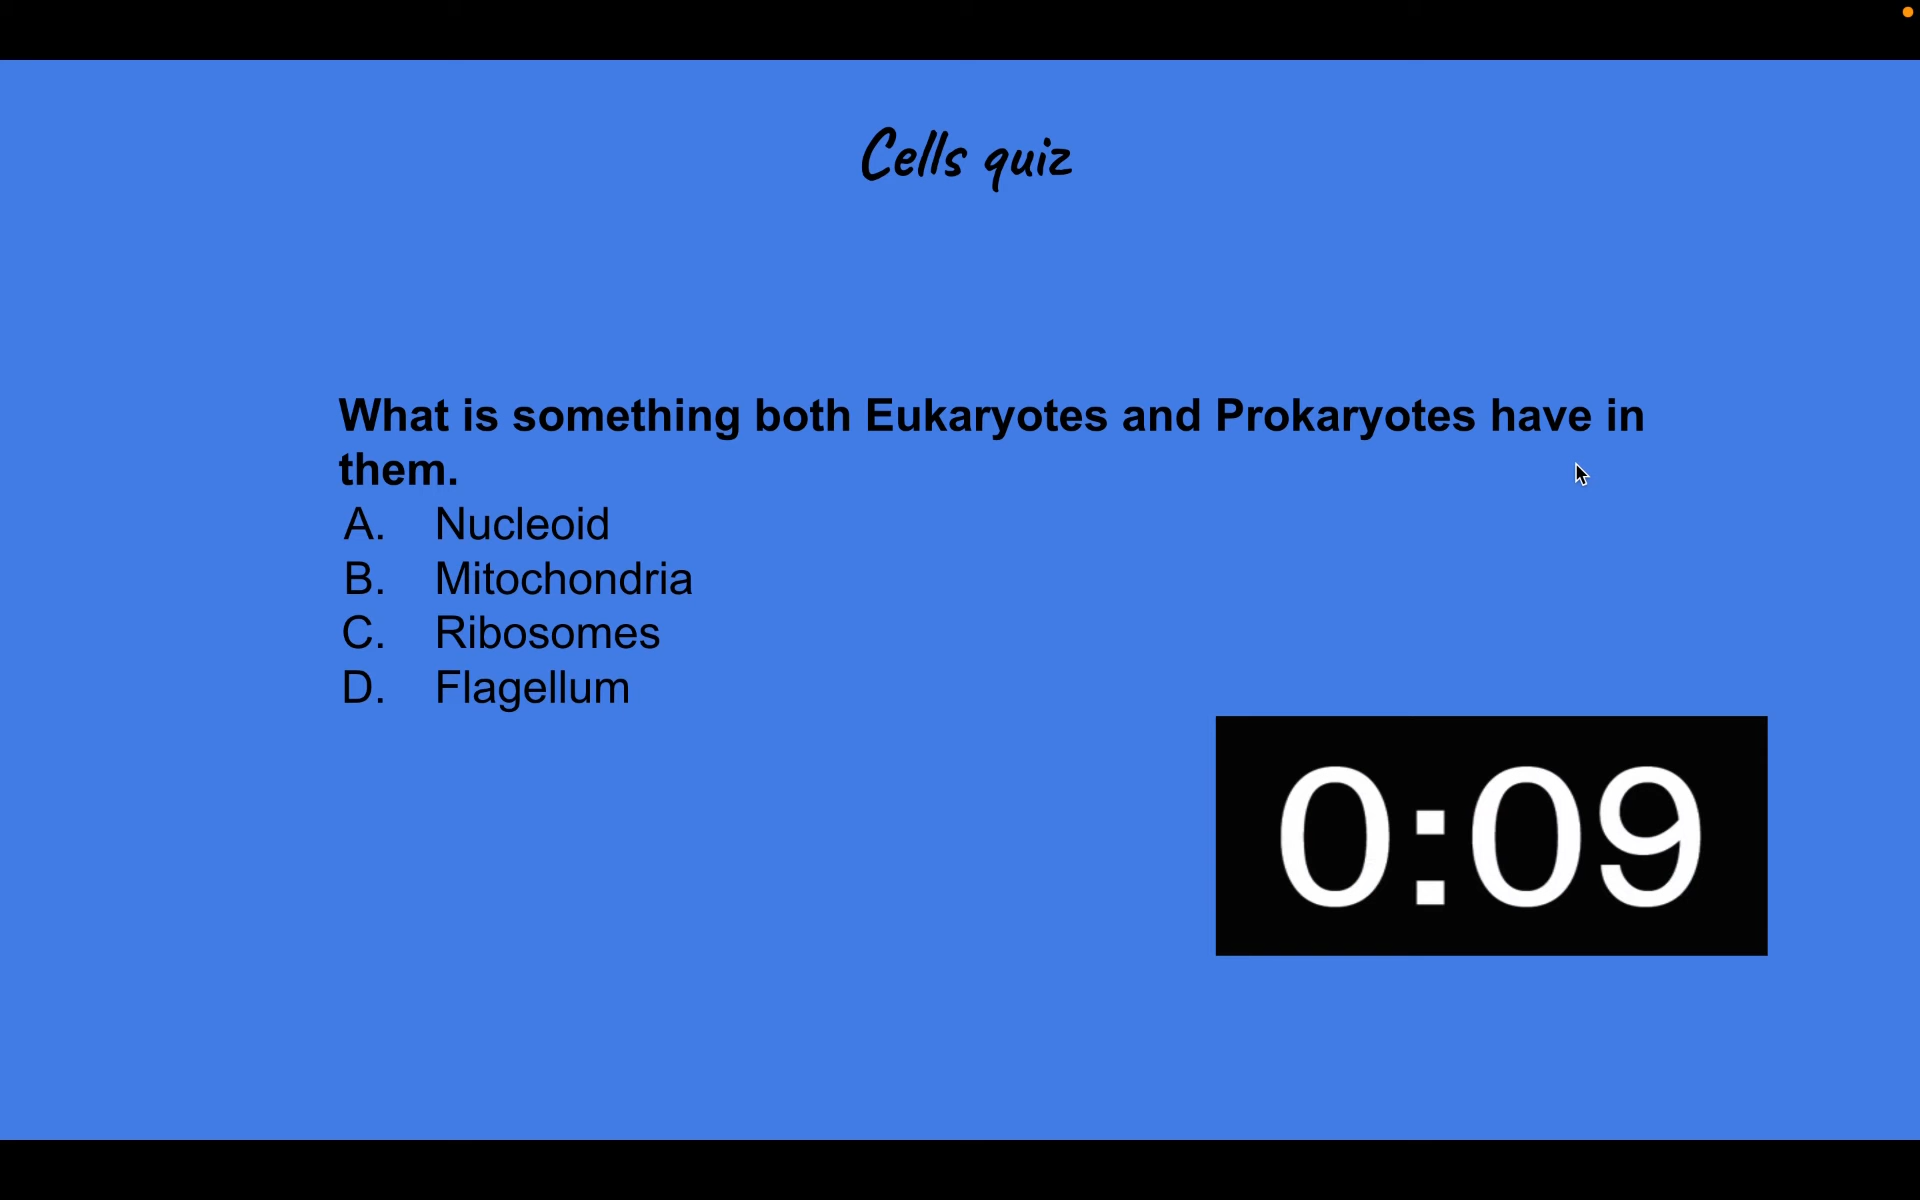 Cells quiz
What is something both Eukaryotes and Prokaryotes have in
them.
A. Nucleoid
B. Mitochondria
C. Ribosomes
D. Flagellum
0:09